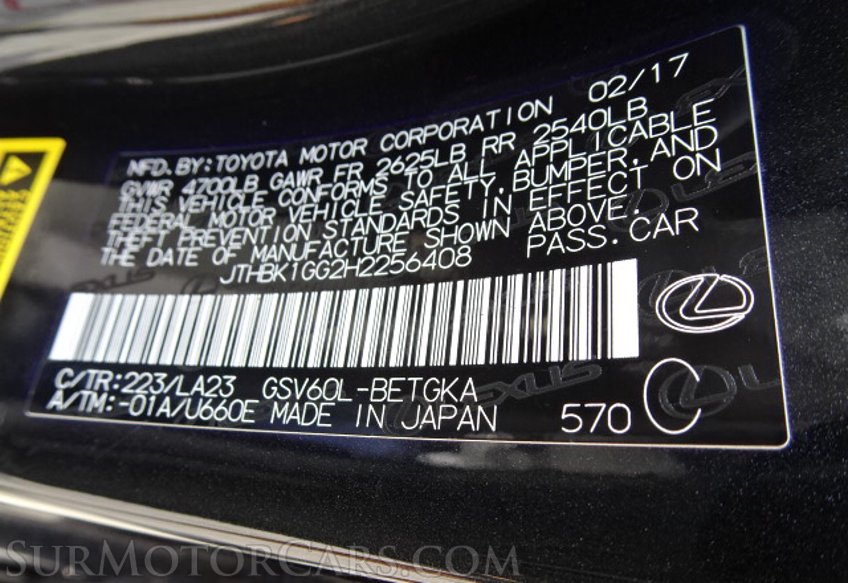 MFD. BY: TOYOTA MOTOR CORPORATION 02/17
GVWR 4700LB GAWR FR 2625LB RR 2540LB
THIS VEHICLE CONFORMS TO ALL APPLICABLE
FEDERAL MOTOR VEHICLE SAFETY, BUMPER, AND
THEFT PREVENTION STANDARDS IN EFFECT ON
THE DATE OF MANUFACTURE SHOWN ABOVE.
JTHBK1GG2H2256408 PASS. CAR
C/TR:223/LA23 GSV60L-BETGKA
A/TM:-01A/U660E MADE IN JAPAN 570
SurMotorCars.com